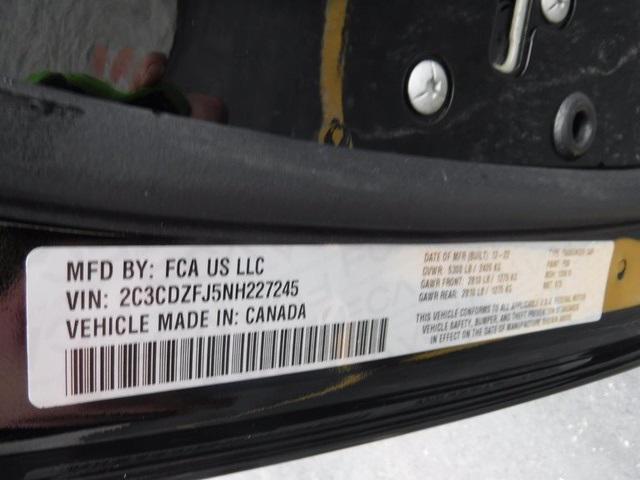 MFD BY: FCA US LLC
VIN: 2C3CDZFJ5NH227245
VEHICLE MADE IN: CANADA
DATE OF MFR (BUILT):
GVWR: 5300 LB / 2405 KG
GAWR FRONT: 2810 LB / 1275 KG
GAWR REAR: 2810 LB / 1275 KG
THIS VEHICLE CONFORMS TO ALL APPLICABLE U.S.A. FEDERAL MOTOR
VEHICLE SAFETY, BUMPER, AND THEFT PREVENTION STANDARDS
IN EFFECT ON THE DATE OF MANUFACTURE SHOWN ABOVE